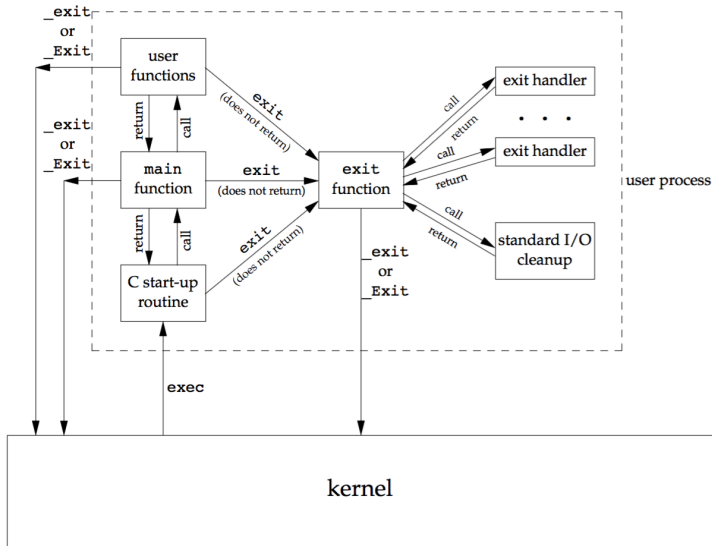 _exit
or
_Exit
user
functions
exit
(does not return)
call
return
exit handler
. . .
return
call
_exit
or
_Exit
main
function
exit
(does not return)
exit
function
call
return
exit handler
user process
return
call
exit
(does not return)
call
return
standard I/O
cleanup
C start-up
routine
_exit
or
_Exit
exec
kernel